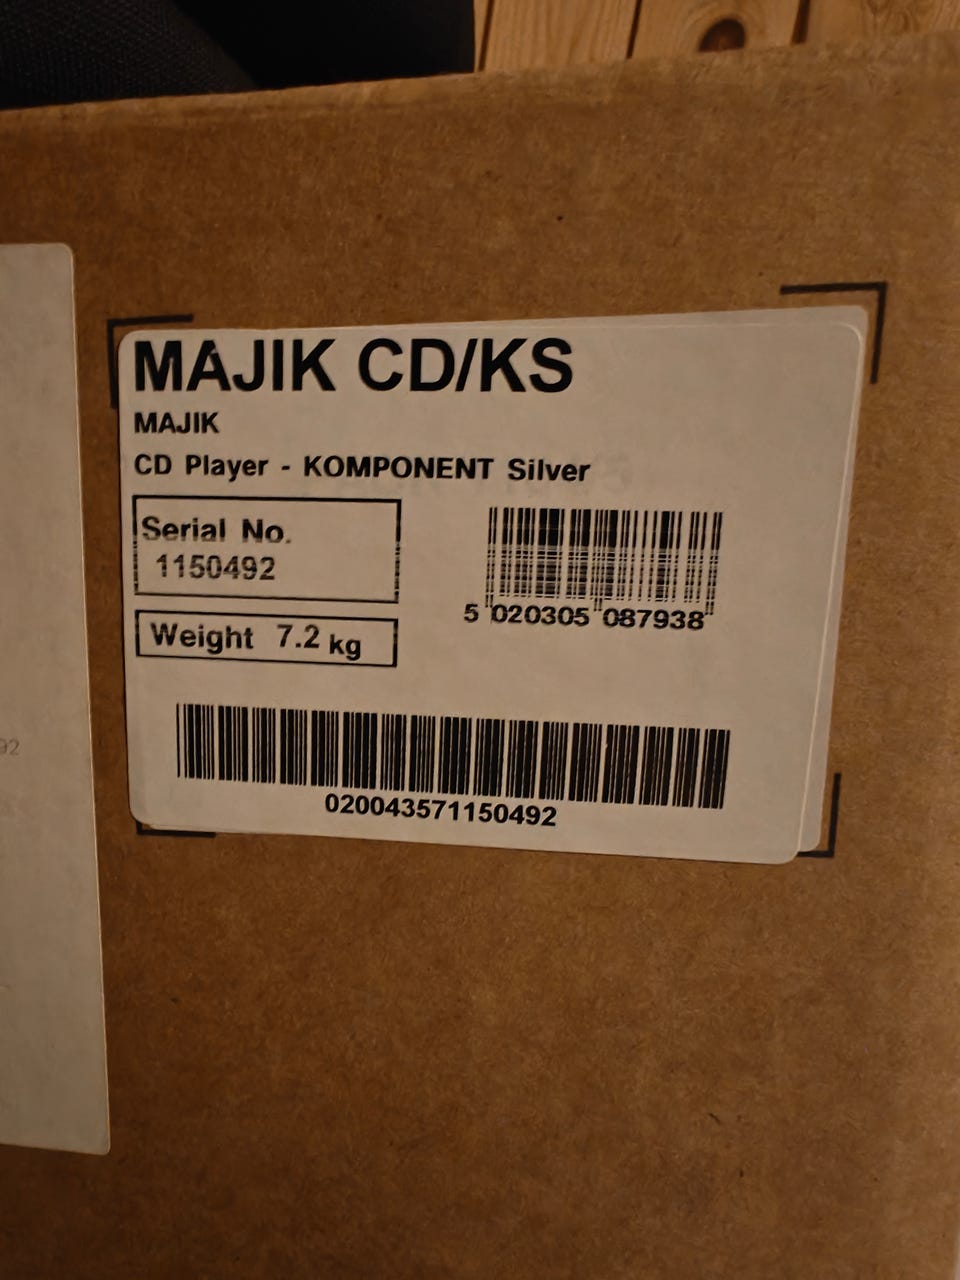 MAJIK CD/KS
MAJIK
CD Player - KOMPONENT Silver
Serial No.
1150492
Weight 7.2 kg
5 020305 087938
020043571150492
92